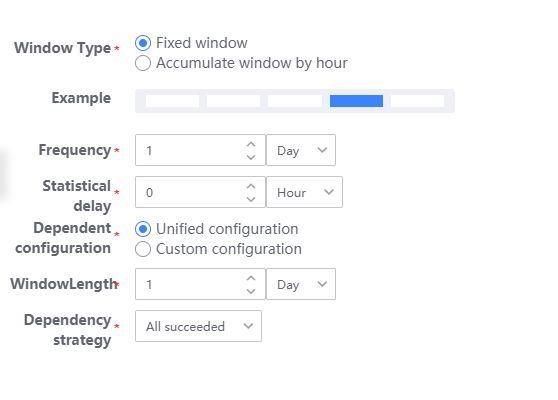 Window Type *
Fixed window
Accumulate window by hour
Example
Frequency * 1 Day
Statistical
delay * 0 Hour
Dependent
configuration *
Unified configuration
Custom configuration
WindowLength * 1 Day
Dependency
strategy * All succeeded